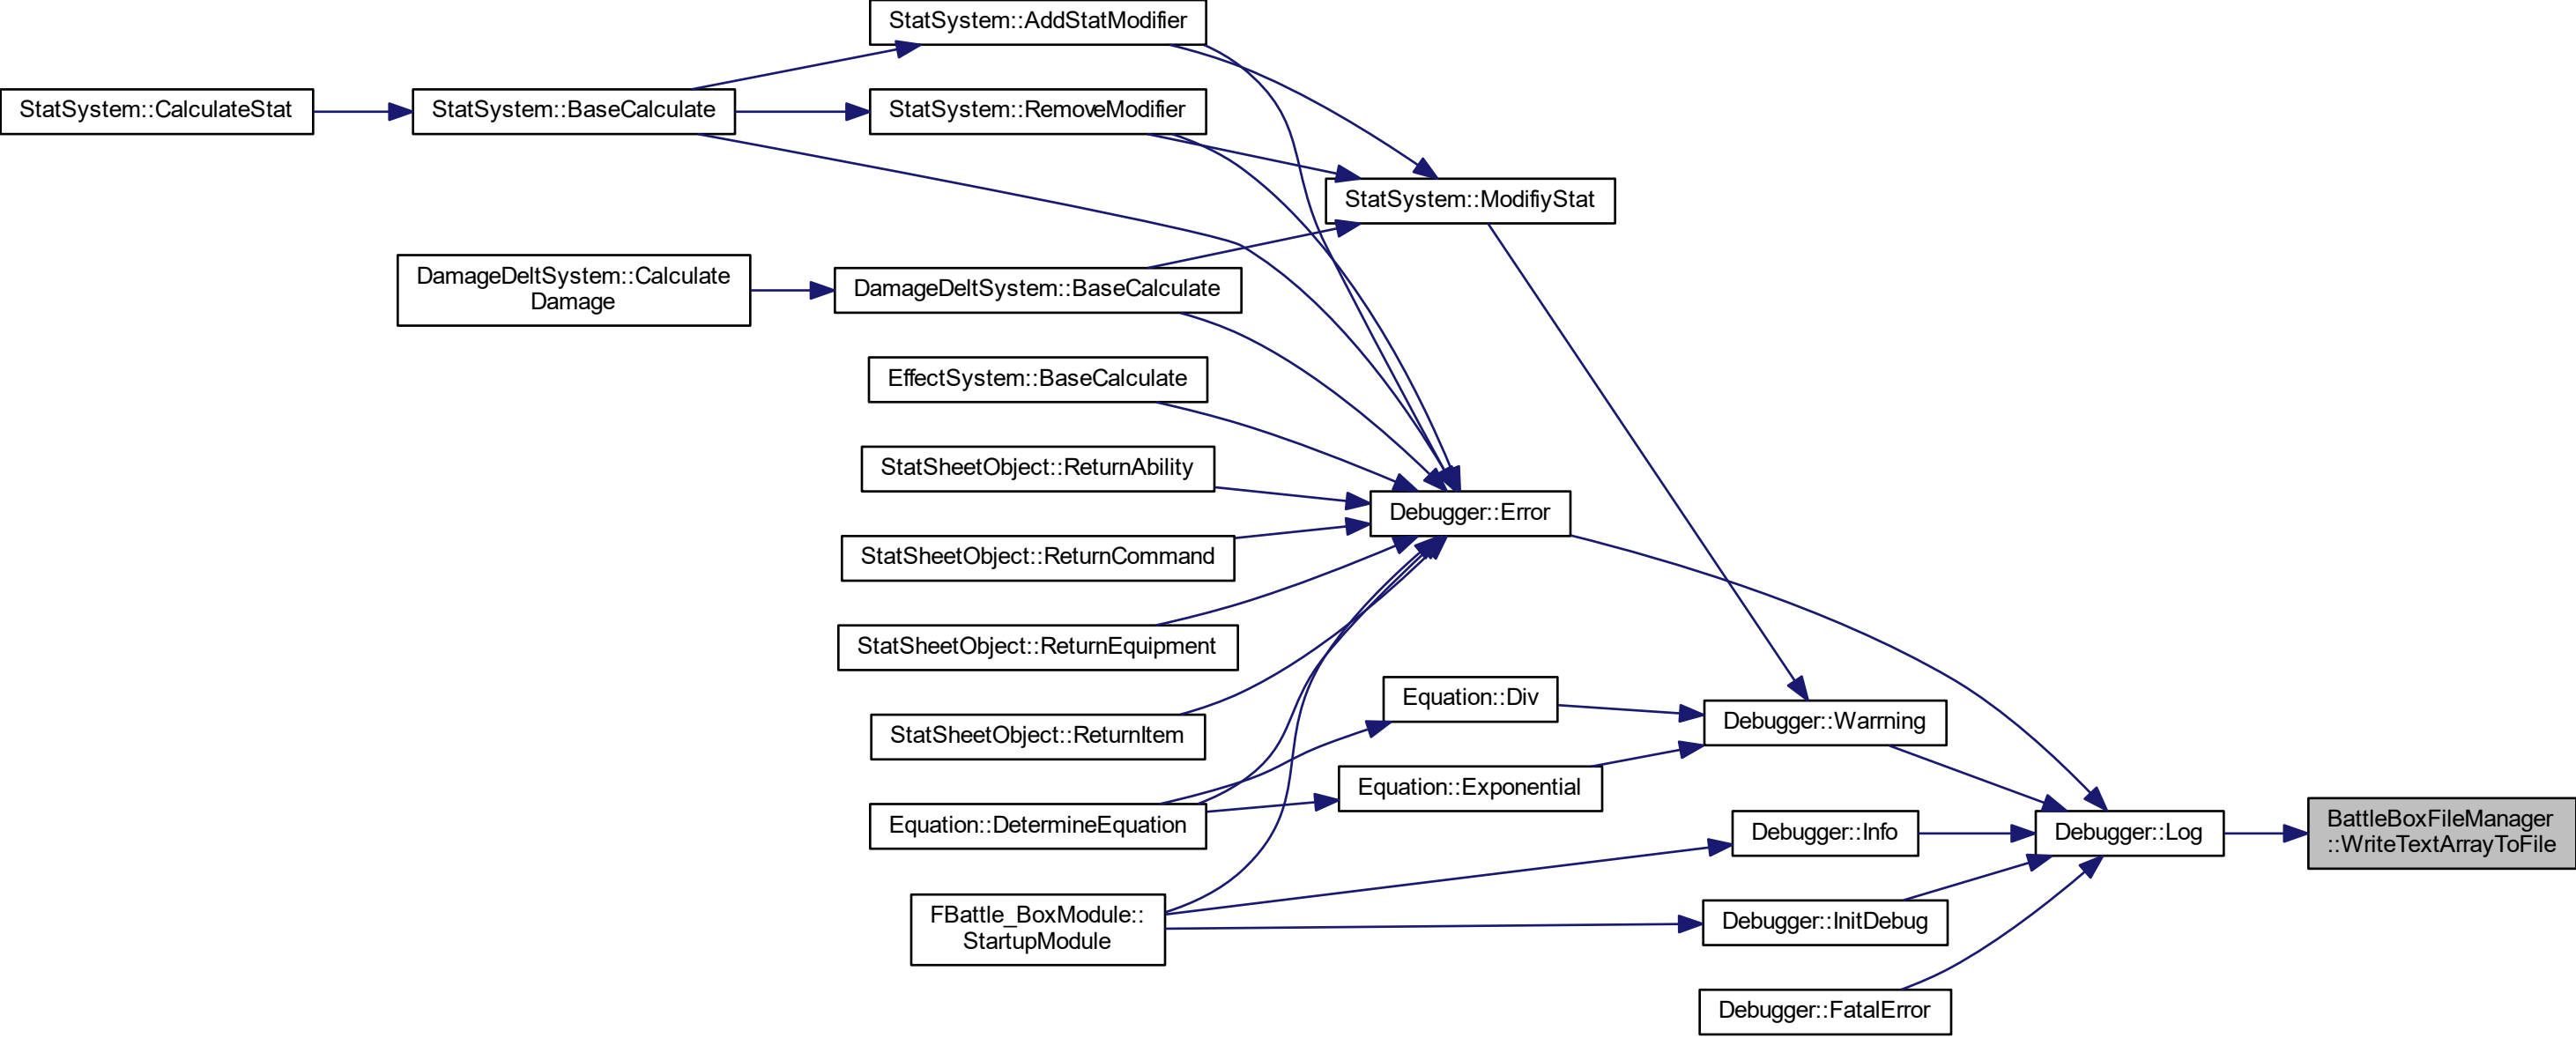 StatSystem::AddStatModifier
StatSystem::CalculateStat
StatSystem::BaseCalculate
StatSystem::RemoveModifier
StatSystem::ModifiyStat
DamageDeltSystem::Calculate
Damage
DamageDeltSystem::BaseCalculate
EffectSystem::BaseCalculate
StatSheetObject::ReturnAbility
Debugger::Error
StatSheetObject::ReturnCommand
StatSheetObject::ReturnEquipment
Equation::Div
Debugger::Warrning
StatSheetObject::ReturnItem
Equation::Exponential
Equation::DetermineEquation
Debugger::Info
Debugger::Log
BattleBoxFileManager
::WriteTextArrayToFile
FBattle_BoxModule::
StartupModule
Debugger::InitDebug
Debugger::FatalError